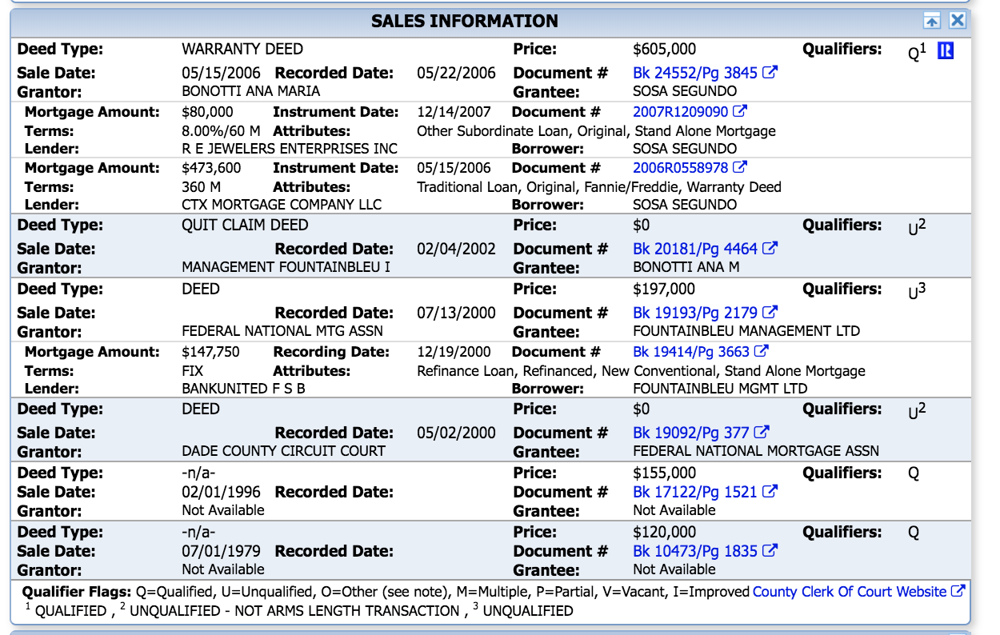 SALES INFORMATION
Deed Type: WARRANTY DEED Price: $605,000 Qualifiers: Q1 R
Sale Date: 05/15/2006 Recorded Date: 05/22/2006 Document # Bk 24552/Pg 3845
Grantor: BONOTTI ANA MARIA Grantee: SOSA SEGUNDO
Mortgage Amount: $80,000 Instrument Date: 12/14/2007 Document # 2007R1209090
Terms: 8.00%/60 M Attributes: Other Subordinate Loan, Original, Stand Alone Mortgage
Lender: R E JEWELERS ENTERPRISES INC Borrower: SOSA SEGUNDO
Mortgage Amount: $473,600 Instrument Date: 05/15/2006 Document # 2006R0558978
Terms: 360 M Attributes: Traditional Loan, Original, Fannie/Freddie, Warranty Deed
Lender: CTX MORTGAGE COMPANY LLC Borrower: SOSA SEGUNDO
Deed Type: QUIT CLAIM DEED Price: $0 Qualifiers: U2
Sale Date: Recorded Date: 02/04/2002 Document # Bk 20181/Pg 4464
Grantor: MANAGEMENT FOUNTAINBLEU I Grantee: BONOTTI ANA M
Deed Type: DEED Price: $197,000 Qualifiers: U3
Sale Date: Recorded Date: 07/13/2000 Document # Bk 19193/Pg 2179
Grantor: FEDERAL NATIONAL MTG ASSN Grantee: FOUNTAINBLEU MANAGEMENT LTD
Mortgage Amount: $147,750 Recording Date: 12/19/2000 Document # Bk 19414/Pg 3663
Terms: FIX Attributes: Refinance Loan, Refinanced, New Conventional, Stand Alone Mortgage
Lender: BANKUNITED F S B Borrower: FOUNTAINBLEU MGMT LTD
Deed Type: DEED Price: $0 Qualifiers: U2
Sale Date: Recorded Date: 05/02/2000 Document # Bk 19092/Pg 377
Grantor: DADE COUNTY CIRCUIT COURT Grantee: FEDERAL NATIONAL MORTGAGE ASSN
Deed Type: -n/a- Price: $155,000 Qualifiers: Q
Sale Date: 02/01/1996 Recorded Date: Document # Bk 17122/Pg 1521
Grantor: Not Available Grantee: Not Available
Deed Type: -n/a- Price: $120,000 Qualifiers: Q
Sale Date: 07/01/1979 Recorded Date: Document # Bk 10473/Pg 1835
Grantor: Not Available Grantee: Not Available
Qualifier Flags: Q=Qualified, U=Unqualified, O=Other (see note), M=Multiple, P=Partial, V=Vacant, I=Improved County Clerk Of Court Website
1 QUALIFIED , 2 UNQUALIFIED - NOT ARMS LENGTH TRANSACTION , 3 UNQUALIFIED